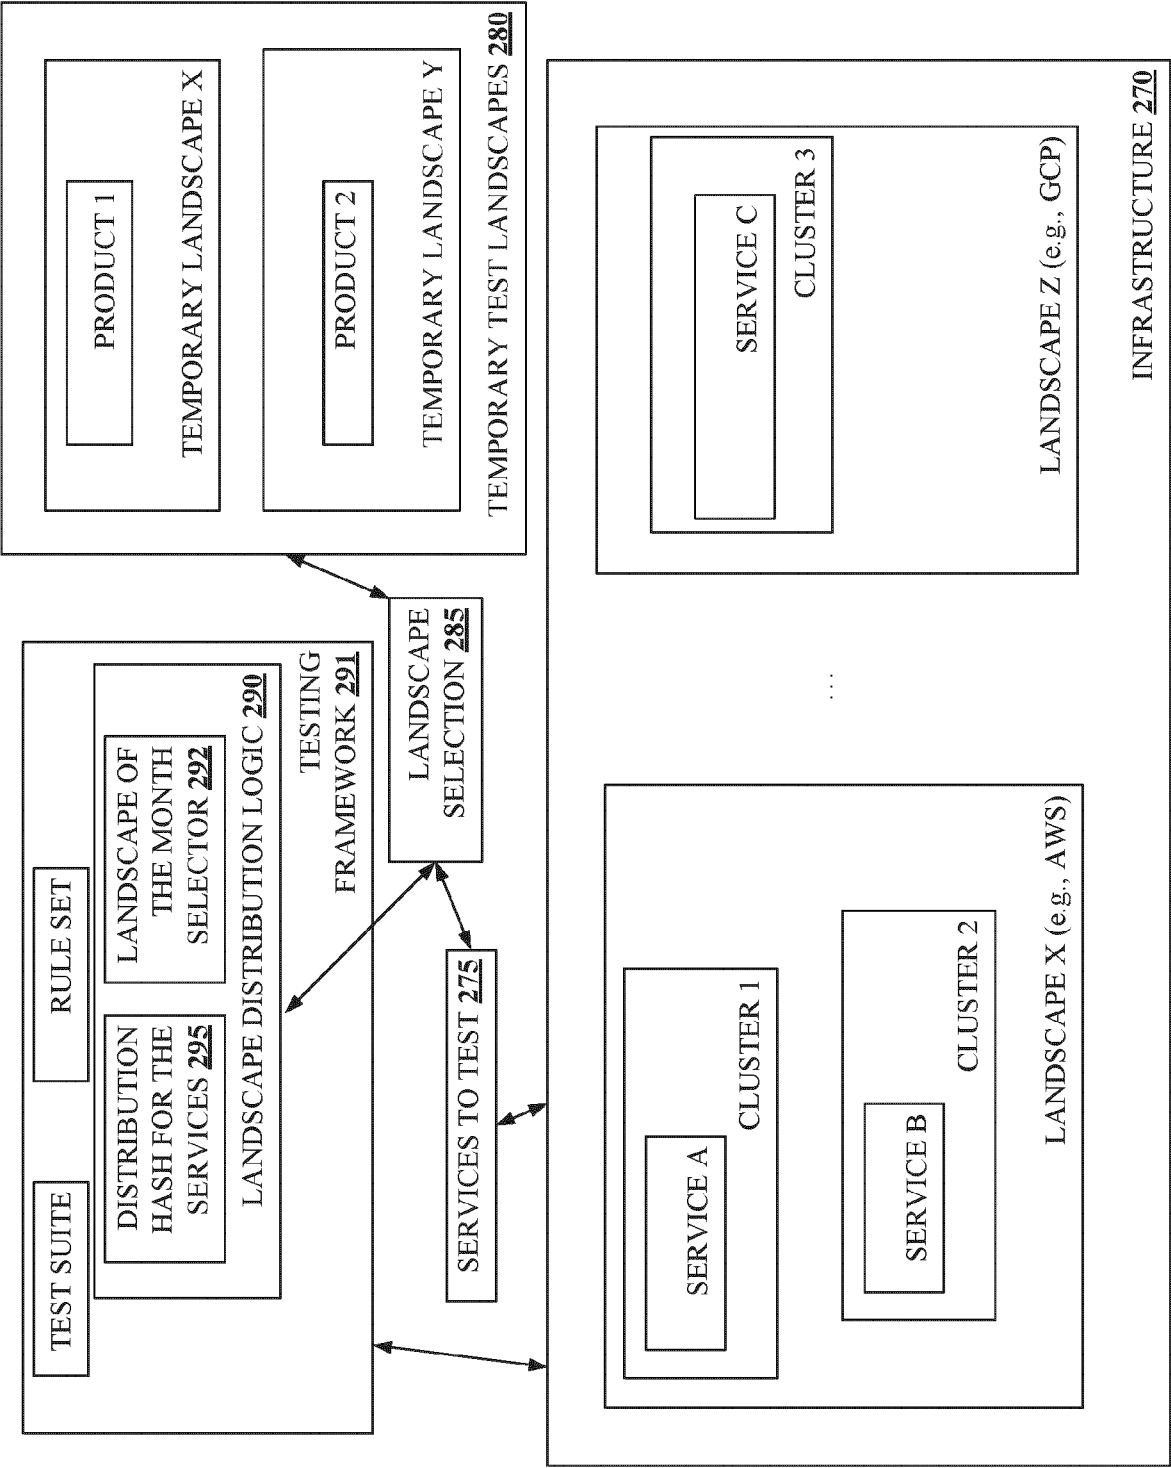 TEST SUITE
RULE SET
DISTRIBUTION
HASH FOR THE
SERVICES 295
LANDSCAPE OF
THE MONTH
SELECTOR 292
LANDSCAPE DISTRIBUTION LOGIC 290
TESTING
FRAMEWORK 291
PRODUCT 1
TEMPORARY LANDSCAPE X
PRODUCT 2
TEMPORARY LANDSCAPE Y
TEMPORARY TEST LANDSCAPES 280
LANDSCAPE
SELECTION 285
SERVICES TO TEST 275
SERVICE A
CLUSTER 1
SERVICE B
CLUSTER 2
LANDSCAPE X (e.g., AWS)
...
SERVICE C
CLUSTER 3
LANDSCAPE Z (e.g., GCP)
INFRASTRUCTURE 270